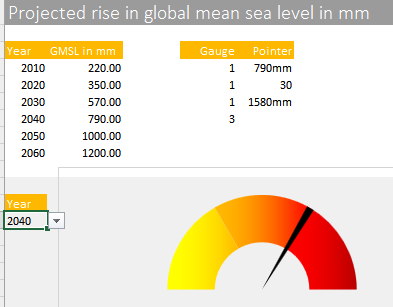 Projected rise in global mean sea level in mm
Year GMSL in mm Gauge Pointer
2010 220.00 1 790mm
2020 350.00 1 30
2030 570.00 1 1580mm
2040 790.00 3
2050 1000.00
2060 1200.00
Year
2040